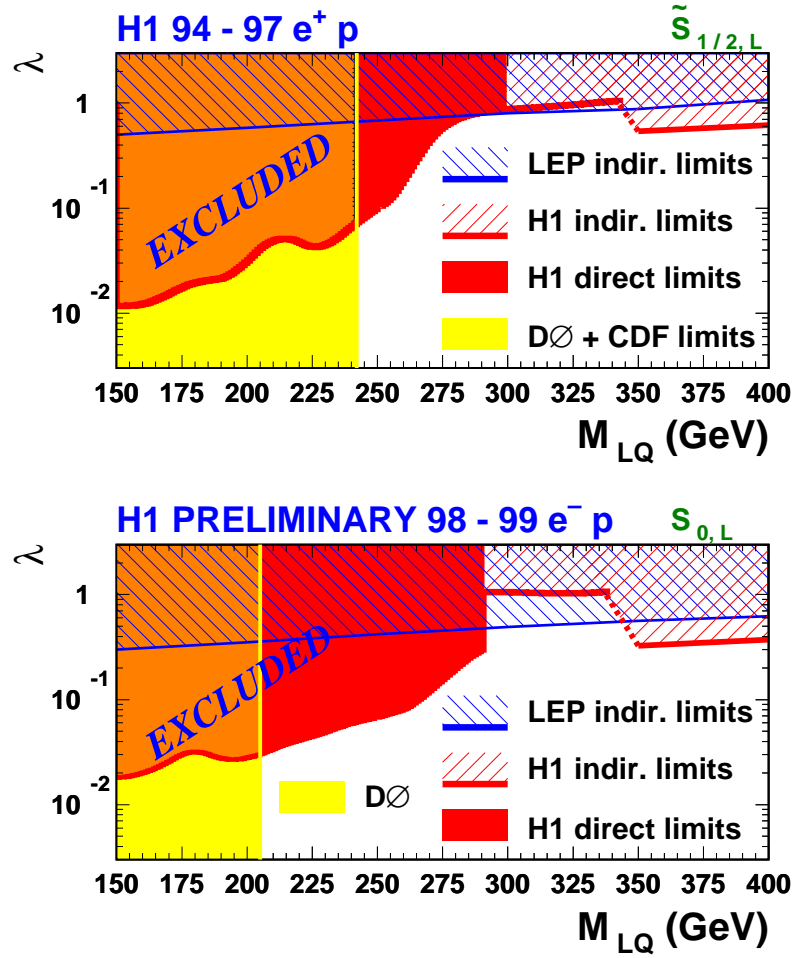 H1 94 - 97 e⁺ p S̃ 1 / 2, L
λ
1
10 -1
10 -2
EXCLUDED
LEP indir. limits
H1 indir. limits
H1 direct limits
DØ + CDF limits
150 175 200 225 250 275 300 325 350 375 400
M LQ (GeV)
H1 PRELIMINARY 98 - 99 e⁻ p S 0, L
λ
1
10 -1
10 -2
EXCLUDED
LEP indir. limits
H1 indir. limits
DØ
H1 direct limits
150 175 200 225 250 275 300 325 350 375 400
M LQ (GeV)